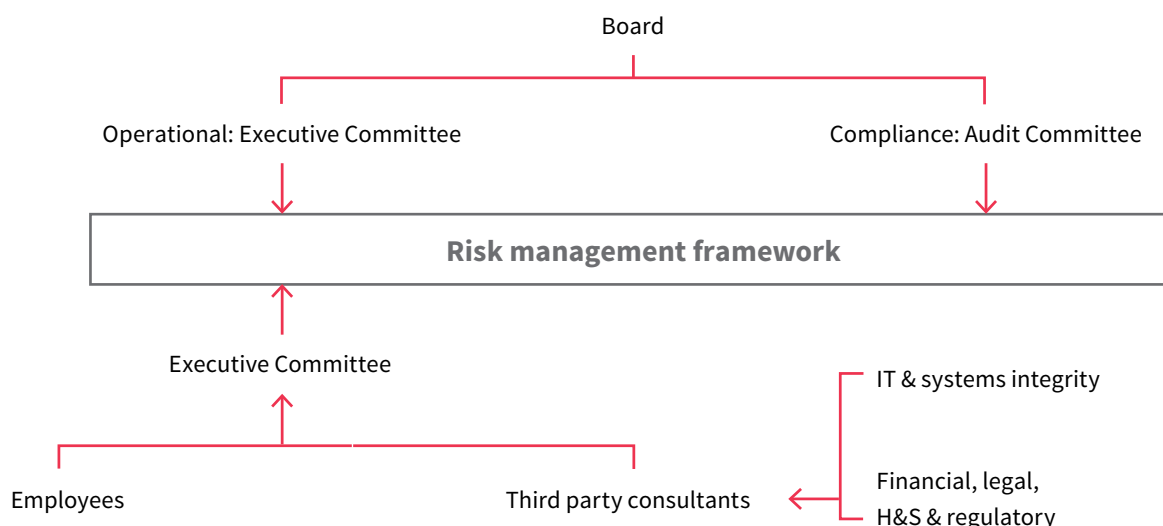 Board
Operational: Executive Committee
Compliance: Audit Committee
Risk management framework
Executive Committee
IT & systems integrity
Employees
Third party consultants
Financial, legal,
H&S & regulatory